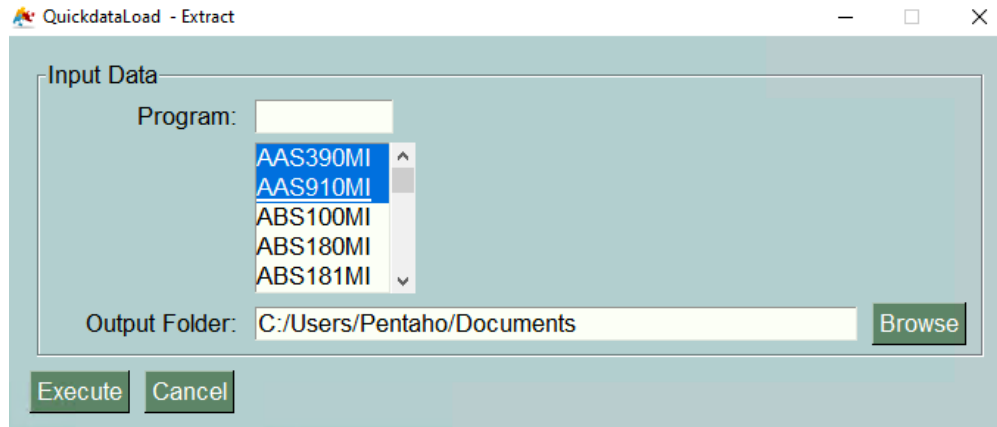 QuickdataLoad - Extract
Input Data
Program:
AAS390MI
AAS910MI
ABS100MI
ABS180MI
ABS181MI
Output Folder: C:/Users/Pentaho/Documents Browse
Execute Cancel